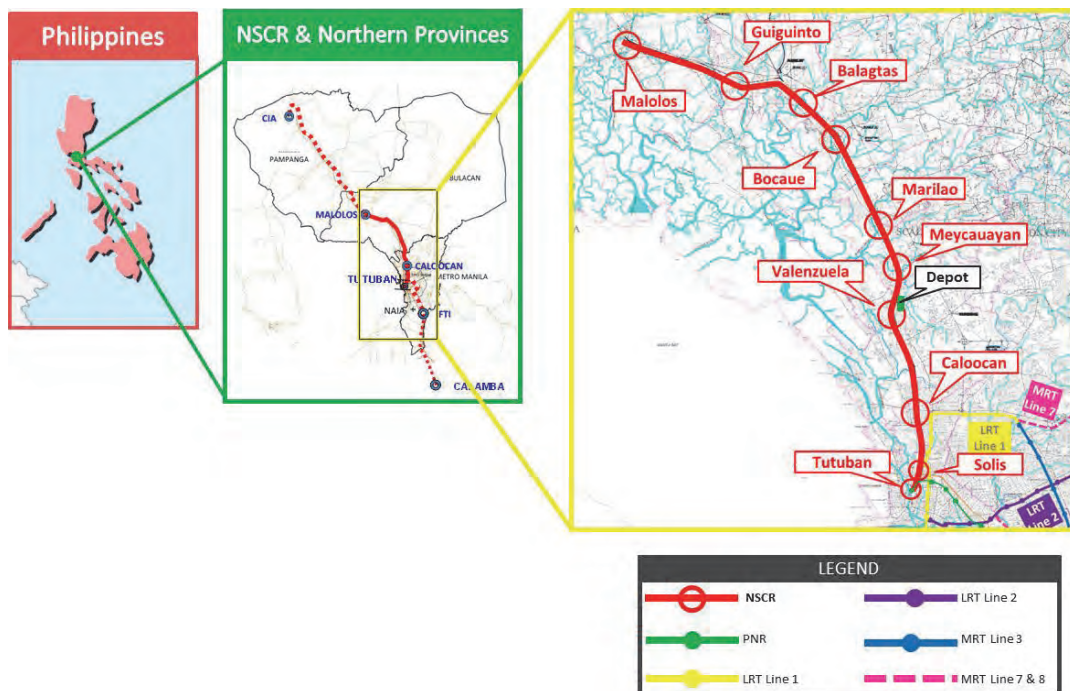 Philippines
NSCR & Northern Provinces
CIA
PAMPANGA
BULACAN
MALOLOS
CALOOCAN
TUTUBAN
METRO MANILA
NAIA
FTI
CALAMBA
Guiguinto
Balagtas
Malolos
Bocaue
Marilao
Meycauayan
Valenzuela
Depot
Caloocan
MRT
Line 7
LRT
Line 1
Tutuban
Solis
LRT
Line 2
LEGEND
NSCR
LRT Line 2
PNR
MRT Line 3
LRT Line 1
MRT Line 7 & 8